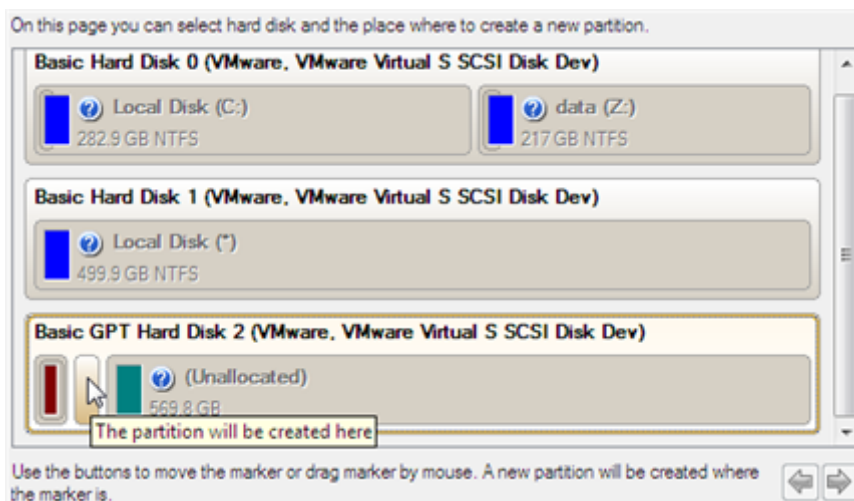 On this page you can select hard disk and the place where to create a new partition.
Basic Hard Disk 0 (VMware, VMware Virtual S SCSI Disk Dev)
Local Disk (C:)
data (Z:)
282.9 GB NTFS
217 GB NTFS
Basic Hard Disk 1 (VMware, VMware Virtual S SCSI Disk Dev)
Local Disk (*)
499.9 GB NTFS
Basic GPT Hard Disk 2 (VMware, VMware Virtual S SCSI Disk Dev)
(Unallocated)
569.8 GB
The partition will be created here
Use the buttons to move the marker or drag marker by mouse. A new partition will be created where
the marker is.